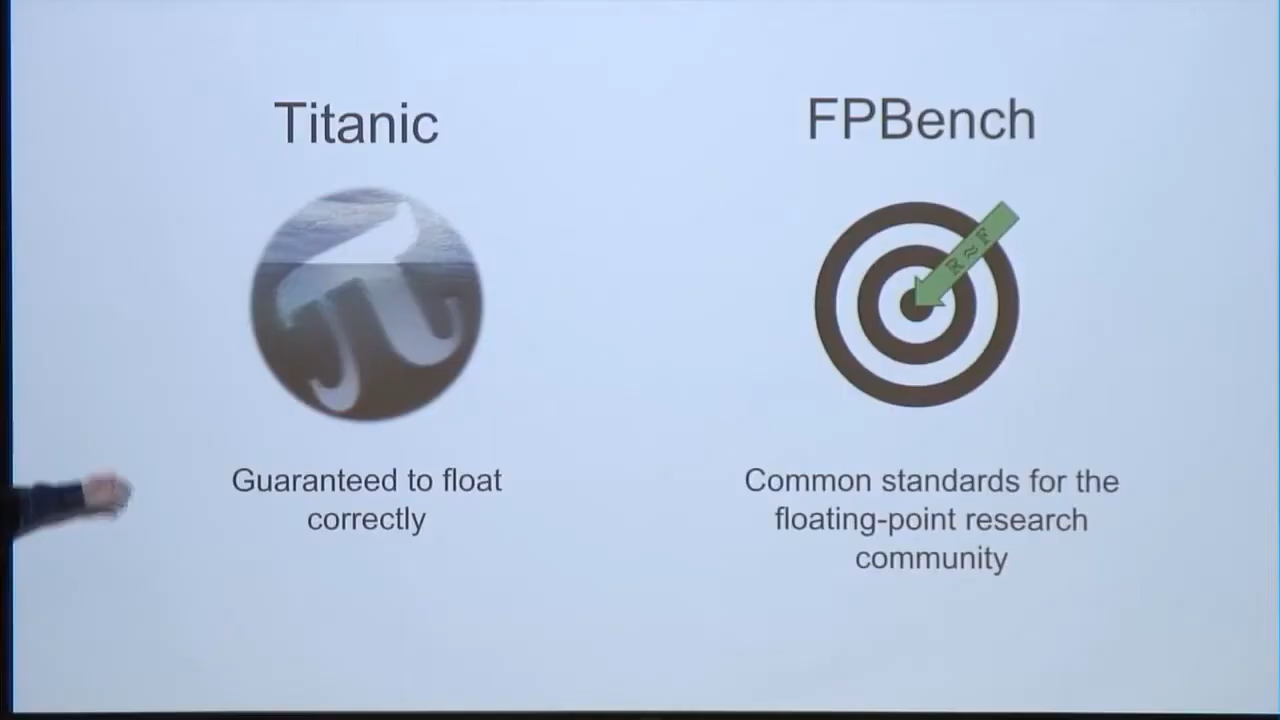 Titanic
Guaranteed to float
correctly
FPBench
R ≈ F
Common standards for the
floating-point research
community